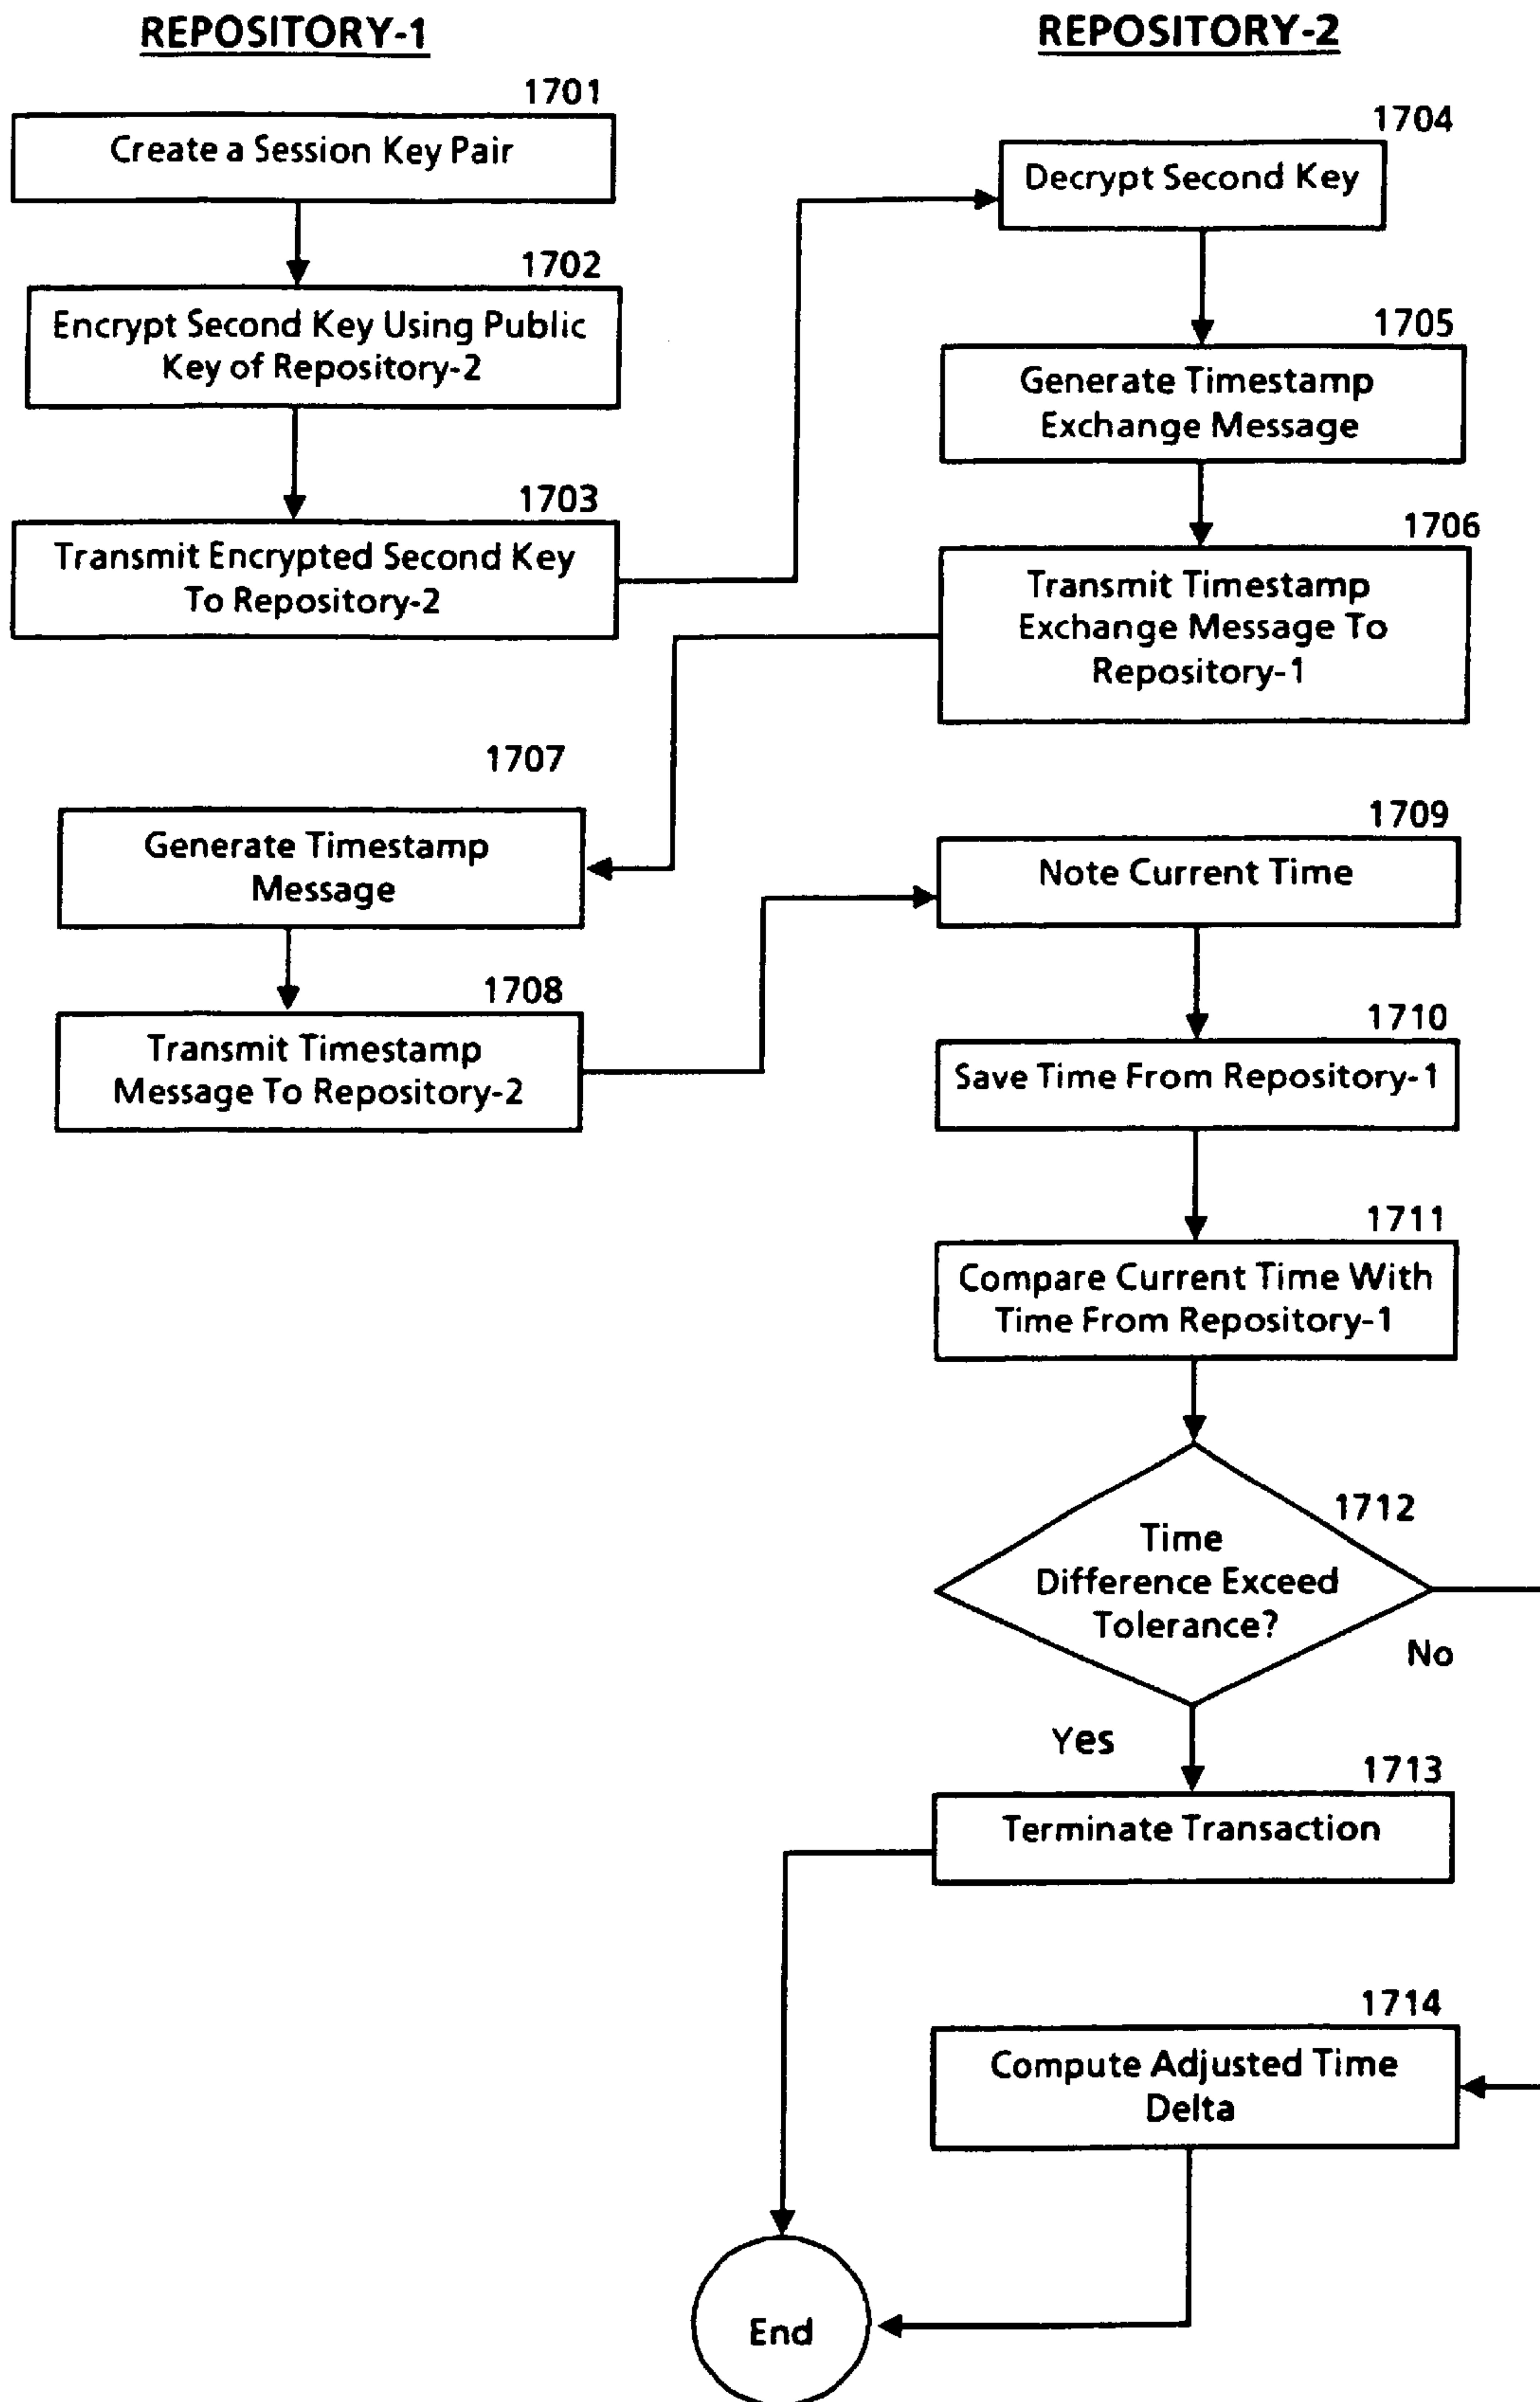 REPOSITORY-1
1701
Create a Session Key Pair
1702
Encrypt Second Key Using Public
Key of Repository-2
1703
Transmit Encrypted Second Key
To Repository-2
REPOSITORY-2
1704
Decrypt Second Key
1705
Generate Timestamp
Exchange Message
1706
Transmit Timestamp
Exchange Message To
Repository-1
1707
Generate Timestamp
Message
1708
Transmit Timestamp
Message To Repository-2
1709
Note Current Time
1710
Save Time From Repository-1
1711
Compare Current Time With
Time From Repository-1
1712
Time
Difference Exceed
Tolerance?
No
Yes
1713
Terminate Transaction
1714
Compute Adjusted Time
Delta
End